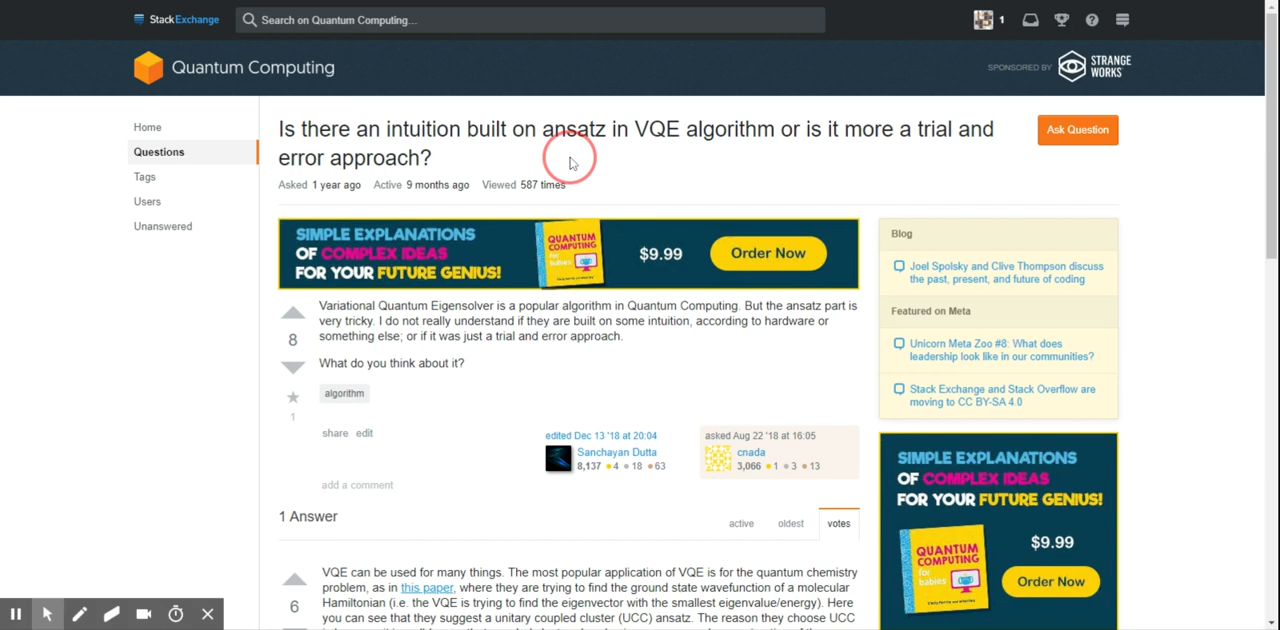 StackExchange
Search on Quantum Computing...
1
Quantum Computing
SPONSORED BY
STRANGE
WORKS
Home
Questions
Tags
Users
Unanswered
Is there an intuition built on ansatz in VQE algorithm or is it more a trial and
error approach?
Ask Question
Asked 1 year ago Active 9 months ago Viewed 587 times
SIMPLE EXPLANATIONS
OF COMPLEX IDEAS
FOR YOUR FUTURE GENIUS!
QUANTUM
COMPUTING
for babies
$9.99
Order Now
8
Variational Quantum Eigensolver is a popular algorithm in Quantum Computing. But the ansatz part is
very tricky. I do not really understand if they are built on some intuition, according to hardware or
something else; or if it was just a trial and error approach.
What do you think about it?
1
algorithm
share edit
edited Dec 13 '18 at 20:04
Sanchayan Dutta
8,137 4 18 63
asked Aug 22 '18 at 16:05
cnada
3,066 1 3 13
add a comment
1 Answer
active oldest votes
6
VQE can be used for many things. The most popular application of VQE is for the quantum chemistry
problem, as in this paper, where they are trying to find the ground state wavefunction of a molecular
Hamiltonian (i.e. the VQE is trying to find the eigenvector with the smallest eigenvalue/energy). Here
you can see that they suggest a unitary coupled cluster (UCC) ansatz. The reason they choose UCC
Blog
Joel Spolsky and Clive Thompson discuss
the past, present, and future of coding
Featured on Meta
Unicorn Meta Zoo #8: What does
leadership look like in our communities?
Stack Exchange and Stack Overflow are
moving to CC BY-SA 4.0
SIMPLE EXPLANATIONS
OF COMPLEX IDEAS
FOR YOUR FUTURE GENIUS!
QUANTUM
COMPUTING
for babies
$9.99
Order Now